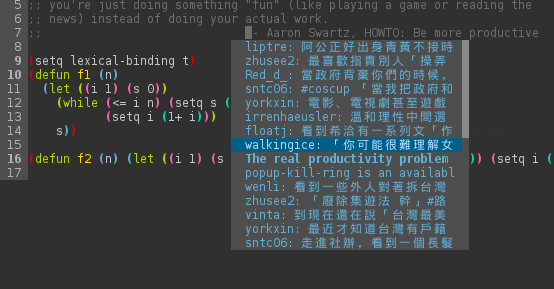 5 ;; you're just doing something "fun" (like playing a game or reading the
6 ;; news) instead of doing your actual work.
7 ;; - Aaron Swartz, HOWTO: Be more productive
8
9 (setq lexical-binding t)
10 (defun f1 (n)
11 (let ((i 1) (s 0))
12 (while (<= i n) (setq s (
13 (setq i (1+ i)))
14 s))
15
16 (defun f2 (n) (let ((i 1) (s )) (setq i (
17
liptre: 阿公正好出身青黃不接時
zhusee2: 最喜歡指責別人「操弄
Red_d_: 當政府背棄你們的時候,
sntc06: #coscup 「當我把政府和
yorkxin: 電影、電視劇甚至遊戲
irrenhaeusler: 溫和理性中間選
floatj: 看到希洽有一系列文「作
walkingice: 「你可能很難理解女
The real productivity problem
popup-kill-ring is an availabl
wenli: 看到一些外人對著拆台灣
zhusee2: 「廢除集遊法 幹」#路
vinta: 到現在還在說「台灣最美
yorkxin: 最近才知道台灣有戶籍
sntc06: 走進社辦, 看到一個長髮